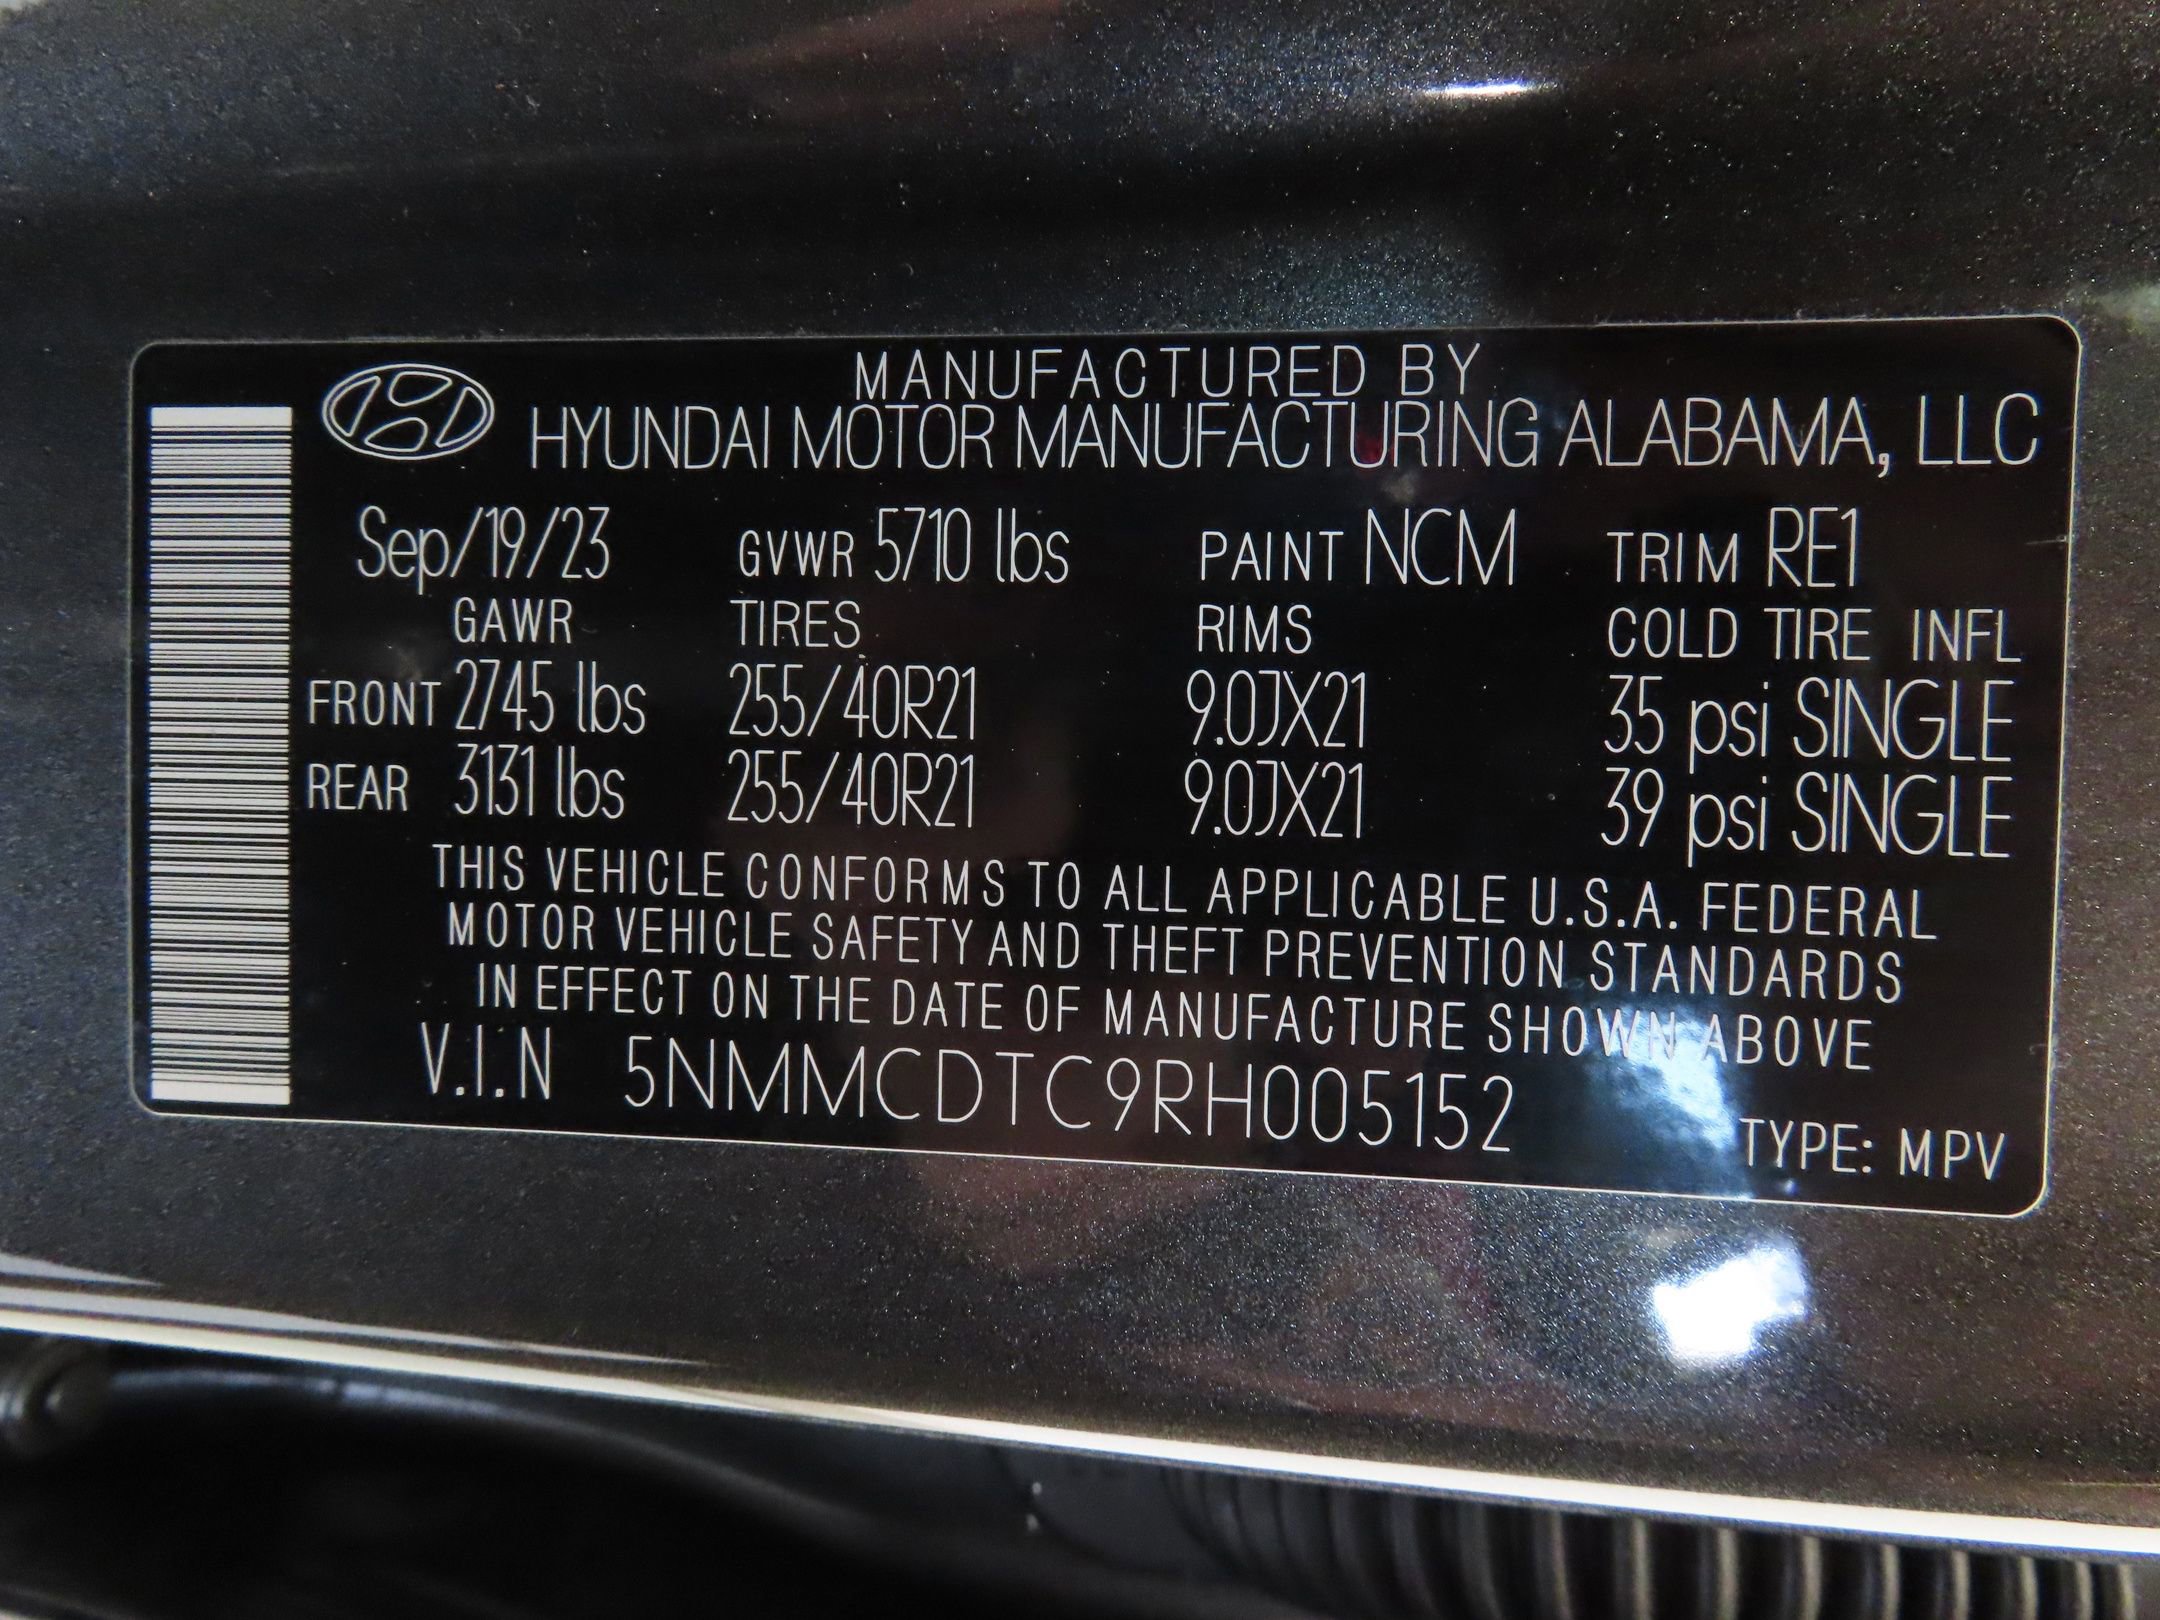 MANUFACTURED BY
HYUNDAI MOTOR MANUFACTURING ALABAMA, LLC
Sep/19/23 GVWR 5710 lbs PAINT NCM TRIM RE1
GAWR TIRES RIMS COLD TIRE INFL
FRONT 2745 lbs 255/40R21 9.0JX21 35 psi SINGLE
REAR 3131 lbs 255/40R21 9.0JX21 39 psi SINGLE
THIS VEHICLE CONFORMS TO ALL APPLICABLE U.S.A. FEDERAL
MOTOR VEHICLE SAFETY AND THEFT PREVENTION STANDARDS
IN EFFECT ON THE DATE OF MANUFACTURE SHOWN ABOVE
V.I.N 5NMMCDTC9RH005152
TYPE: MPV